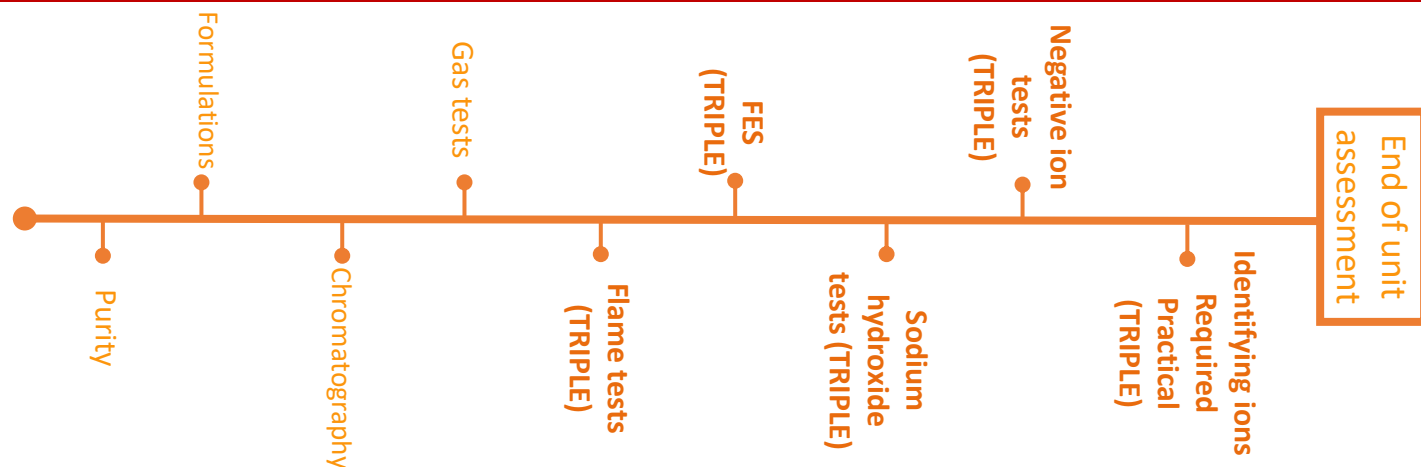 Purity
Formulations
Chromatography
Gas tests
Flame tests
(TRIPLE)
FES
(TRIPLE)
Sodium
hydroxide
tests (TRIPLE)
Negative ion
tests
(TRIPLE)
Identifying ions
Required
Practical
(TRIPLE)
End of unit
assessment